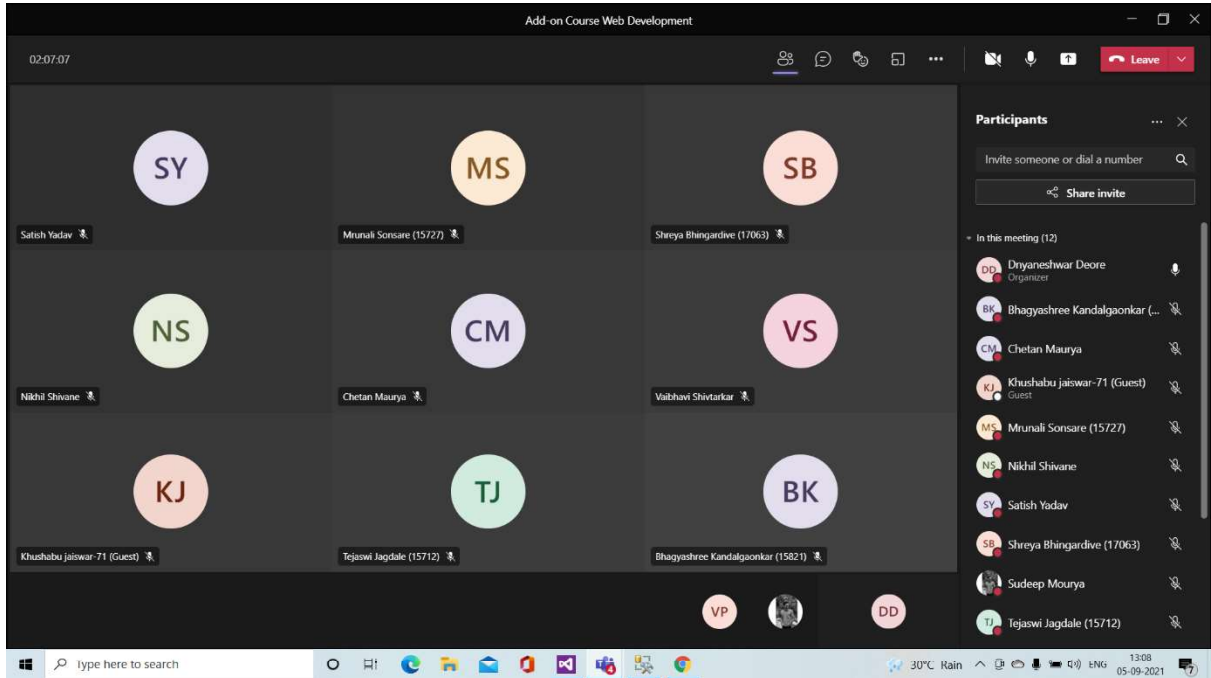 Add-on Course Web Development
02:07:07
Leave
SY
Satish Yadav
MS
Mrunali Sonsare (15727)
SB
Shreya Bhingardive (17063)
NS
Nikhil Shivane
CM
Chetan Maurya
VS
Vaibhavi Shivtarkar
KJ
Khushabu jaiswar-71 (Guest)
TJ
Tejaswi Jagdale (15712)
BK
Bhagyashree Kandalgaonkar (15821)
VP
DD
Participants
Invite someone or dial a number
Share invite
In this meeting (12)
DD
Dnyaneshwar Deore
Organizer
BK
Bhagyashree Kandalgaonkar (...
CM
Chetan Maurya
KJ
Khushabu jaiswar-71 (Guest)
Guest
MS
Mrunali Sonsare (15727)
NS
Nikhil Shivane
SY
Satish Yadav
SB
Shreya Bhingardive (17063)
Sudeep Mourya
TJ
Tejaswi Jagdale (15712)
Type here to search
30°C Rain
ENG
13:08
05-09-2021
7